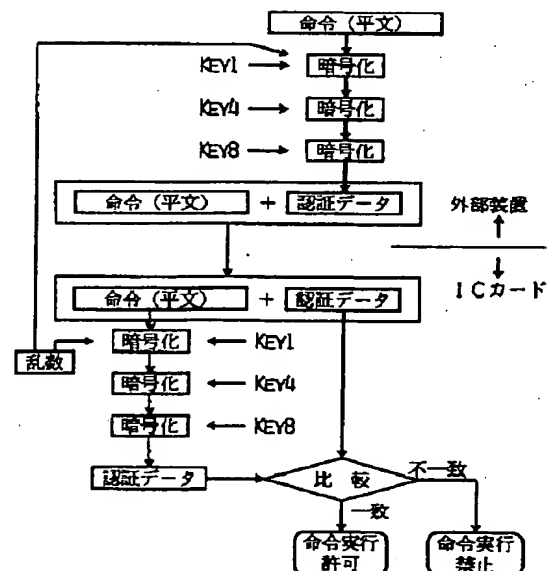 命令（平文）
KEY1 暗号化
KEY4 暗号化
KEY8 暗号化
命令（平文） + 認証データ
外部装置
ICカード
命令（平文） + 認証データ
乱数 暗号化 KEY1
暗号化 KEY4
暗号化 KEY8
認証データ 比較 不一致
一致
命令実行 命令実行
許可 禁止